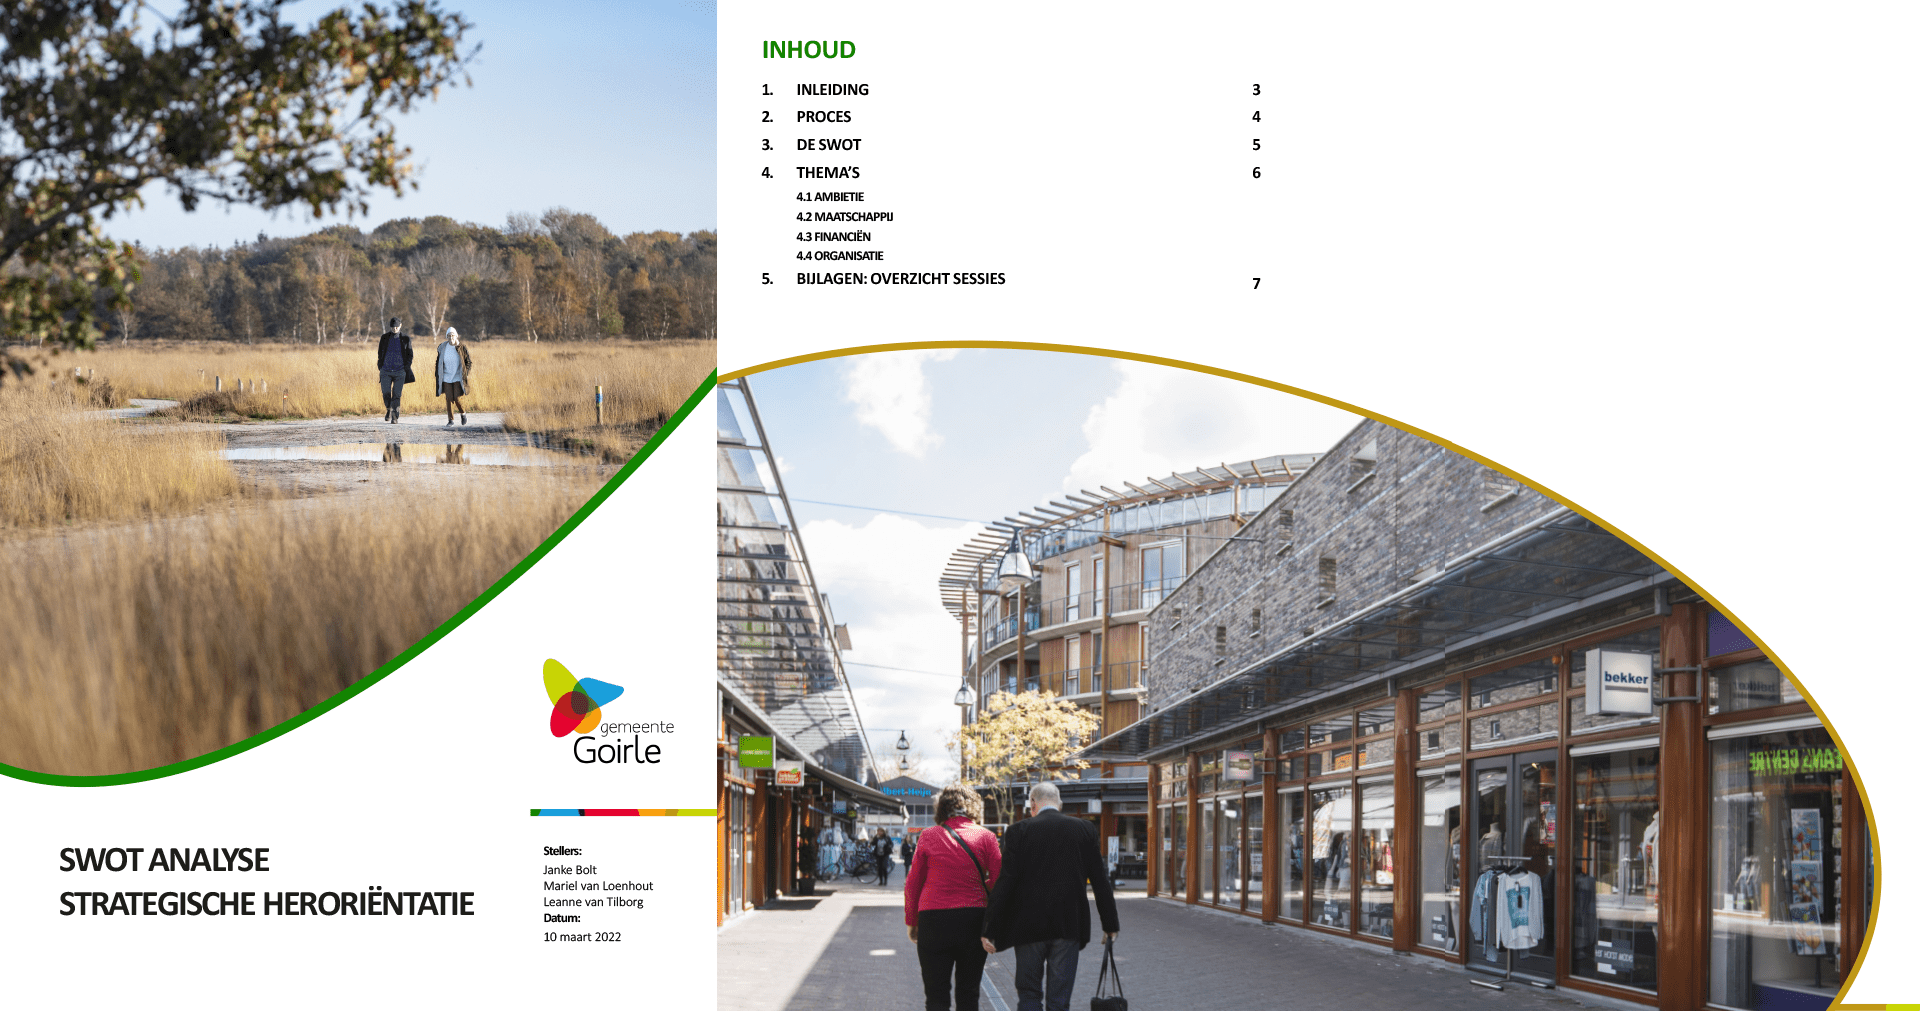 gemeente
Goirle
SWOT ANALYSE
STRATEGISCHE HERORIËNTATIE
Stellers:
Janke Bolt
Mariel van Loenhout
Leanne van Tilborg
Datum:
10 maart 2022
INHOUD
1. INLEIDING 3
2. PROCES 4
3. DE SWOT 5
4. THEMA’S 6
4.1 AMBIETIE
4.2 MAATSCHAPPIJ
4.3 FINANCIËN
4.4 ORGANISATIE
5. BIJLAGEN: OVERZICHT SESSIES 7
bekker